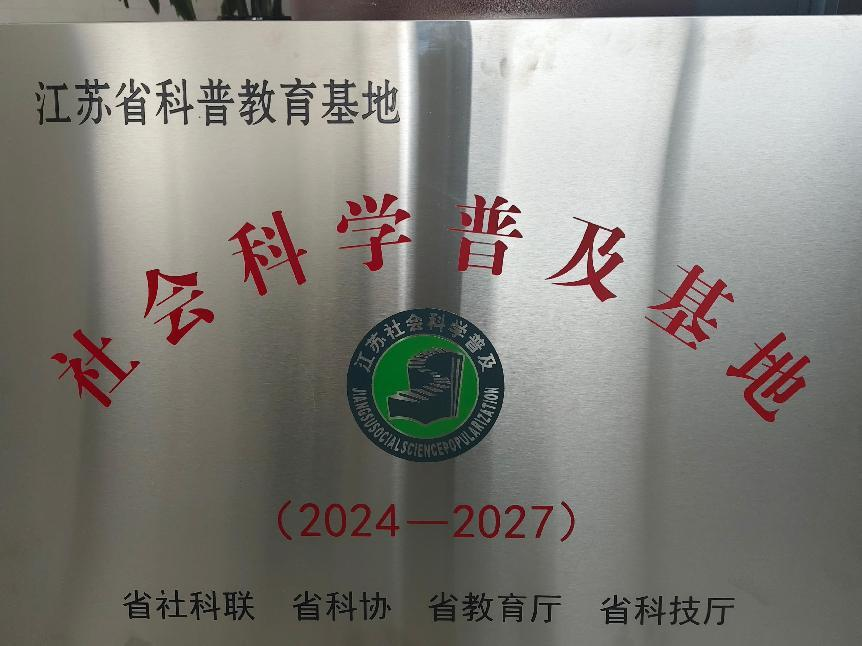 江苏省科普教育基地
社会科学普及基地
江苏社会科学普及
JIANGSUSOCIALSCIENCEPOPULARIZATION
（2024—2027）
省社科联 省科协 省教育厅 省科技厅